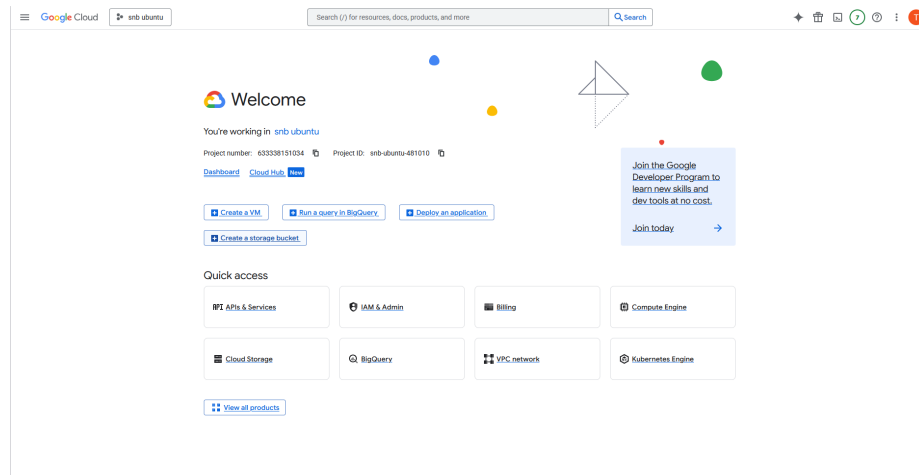 Google Cloud snb ubuntu Search (/) for resources, docs, products, and more Search 7 T
Welcome
You're working in snb ubuntu
Project number: 633338151034 Project ID: snb-ubuntu-481010
Dashboard Cloud Hub New
Join the Google
Developer Program to
learn new skills and
dev tools at no cost.
Join today
Create a VM Run a query in BigQuery Deploy an application
Create a storage bucket
Quick access
API APIs & Services IAM & Admin Billing Compute Engine
Cloud Storage BigQuery VPC network Kubernetes Engine
View all products